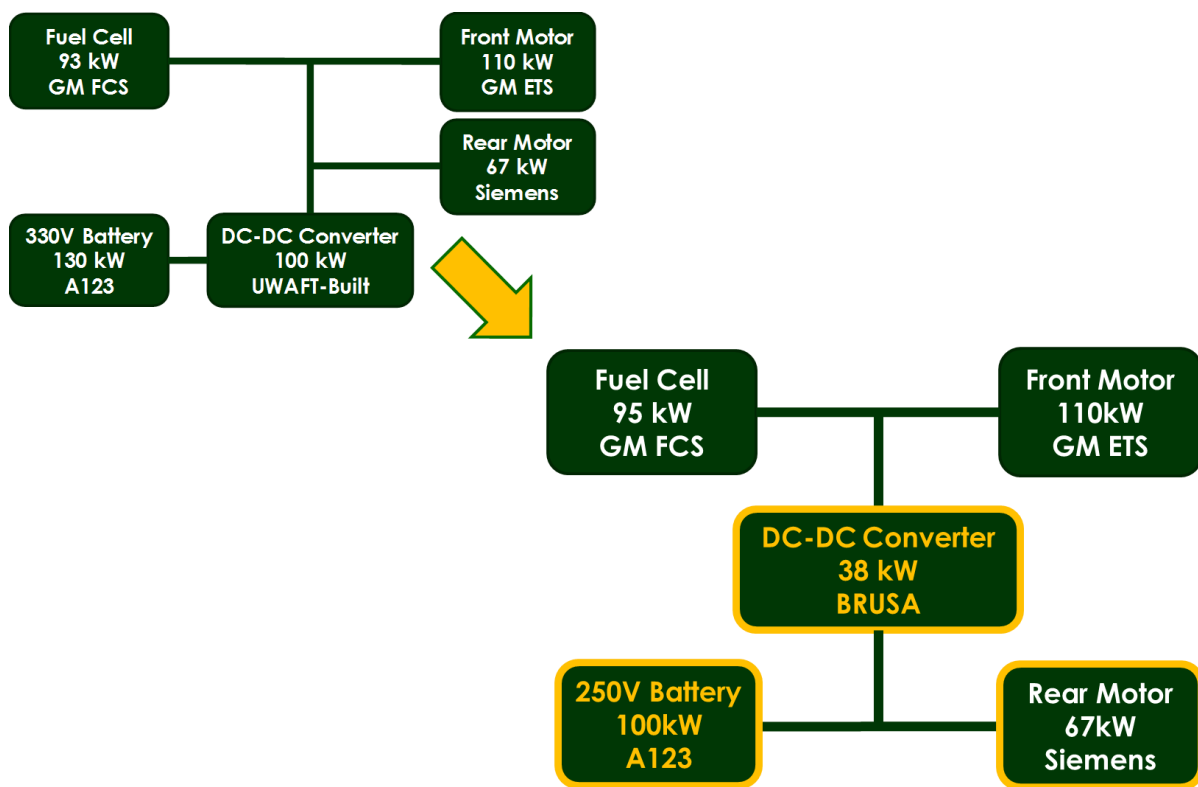 Fuel Cell
93 kW
GM FCS
Front Motor
110 kW
GM ETS
Rear Motor
67 kW
Siemens
330V Battery
130 kW
A123
DC-DC Converter
100 kW
UWAFT-Built
Fuel Cell
95 kW
GM FCS
Front Motor
110kW
GM ETS
DC-DC Converter
38 kW
BRUSA
250V Battery
100kW
A123
Rear Motor
67kW
Siemens